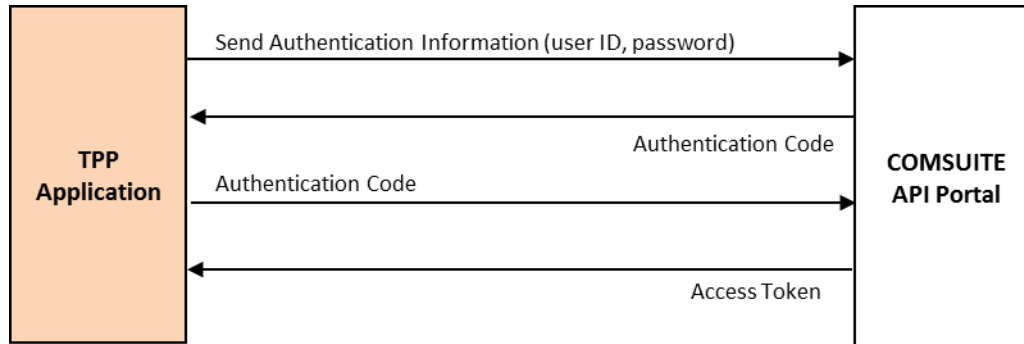 Send Authentication Information (user ID, password)
Authentication Code
TPP
Application
COMSUITE
API Portal
Authentication Code
Access Token